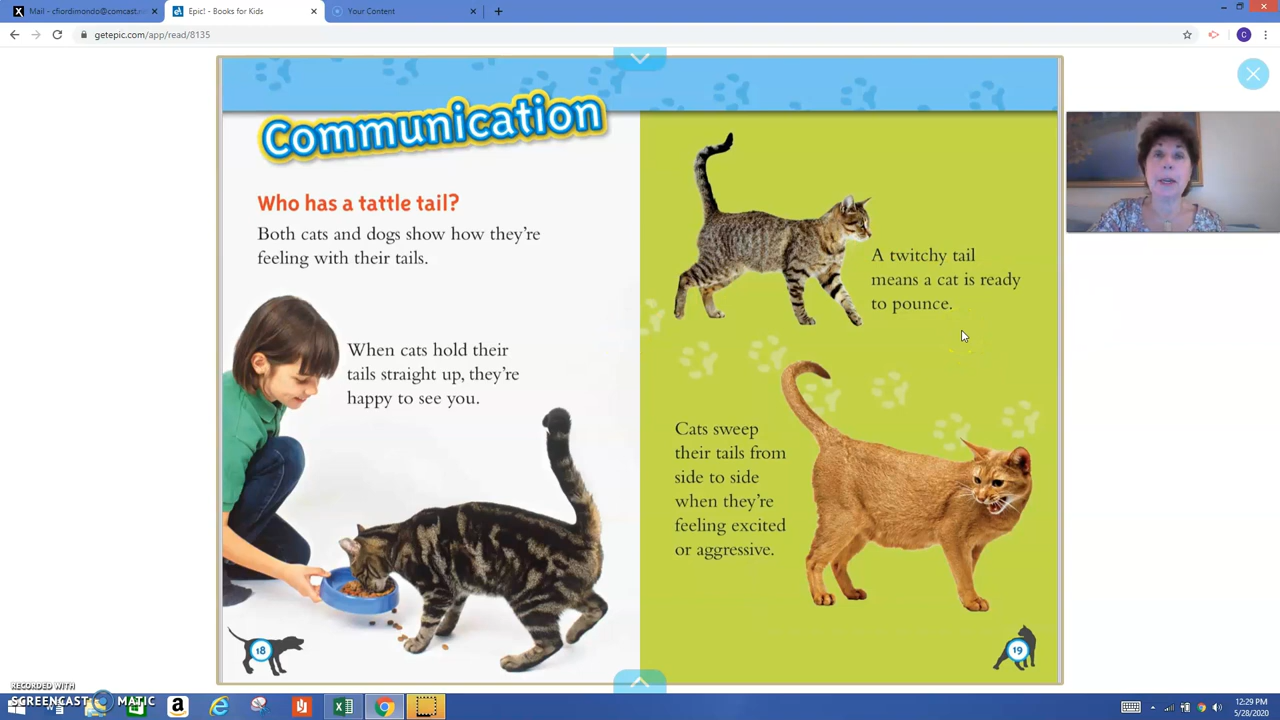 Mail - cfiordimondo@comcast.n
Epic! - Books for Kids
Your Content
getepic.com/app/read/8135
C
Communication
Who has a tattle tail?
Both cats and dogs show how they're
feeling with their tails.
When cats hold their
tails straight up, they're
happy to see you.
18
A twitchy tail
means a cat is ready
to pounce.
Cats sweep
their tails from
side to side
when they're
feeling excited
or aggressive.
19
RECORDED WITH
SCREENCAST MATIC
12:29 PM
5/28/2020